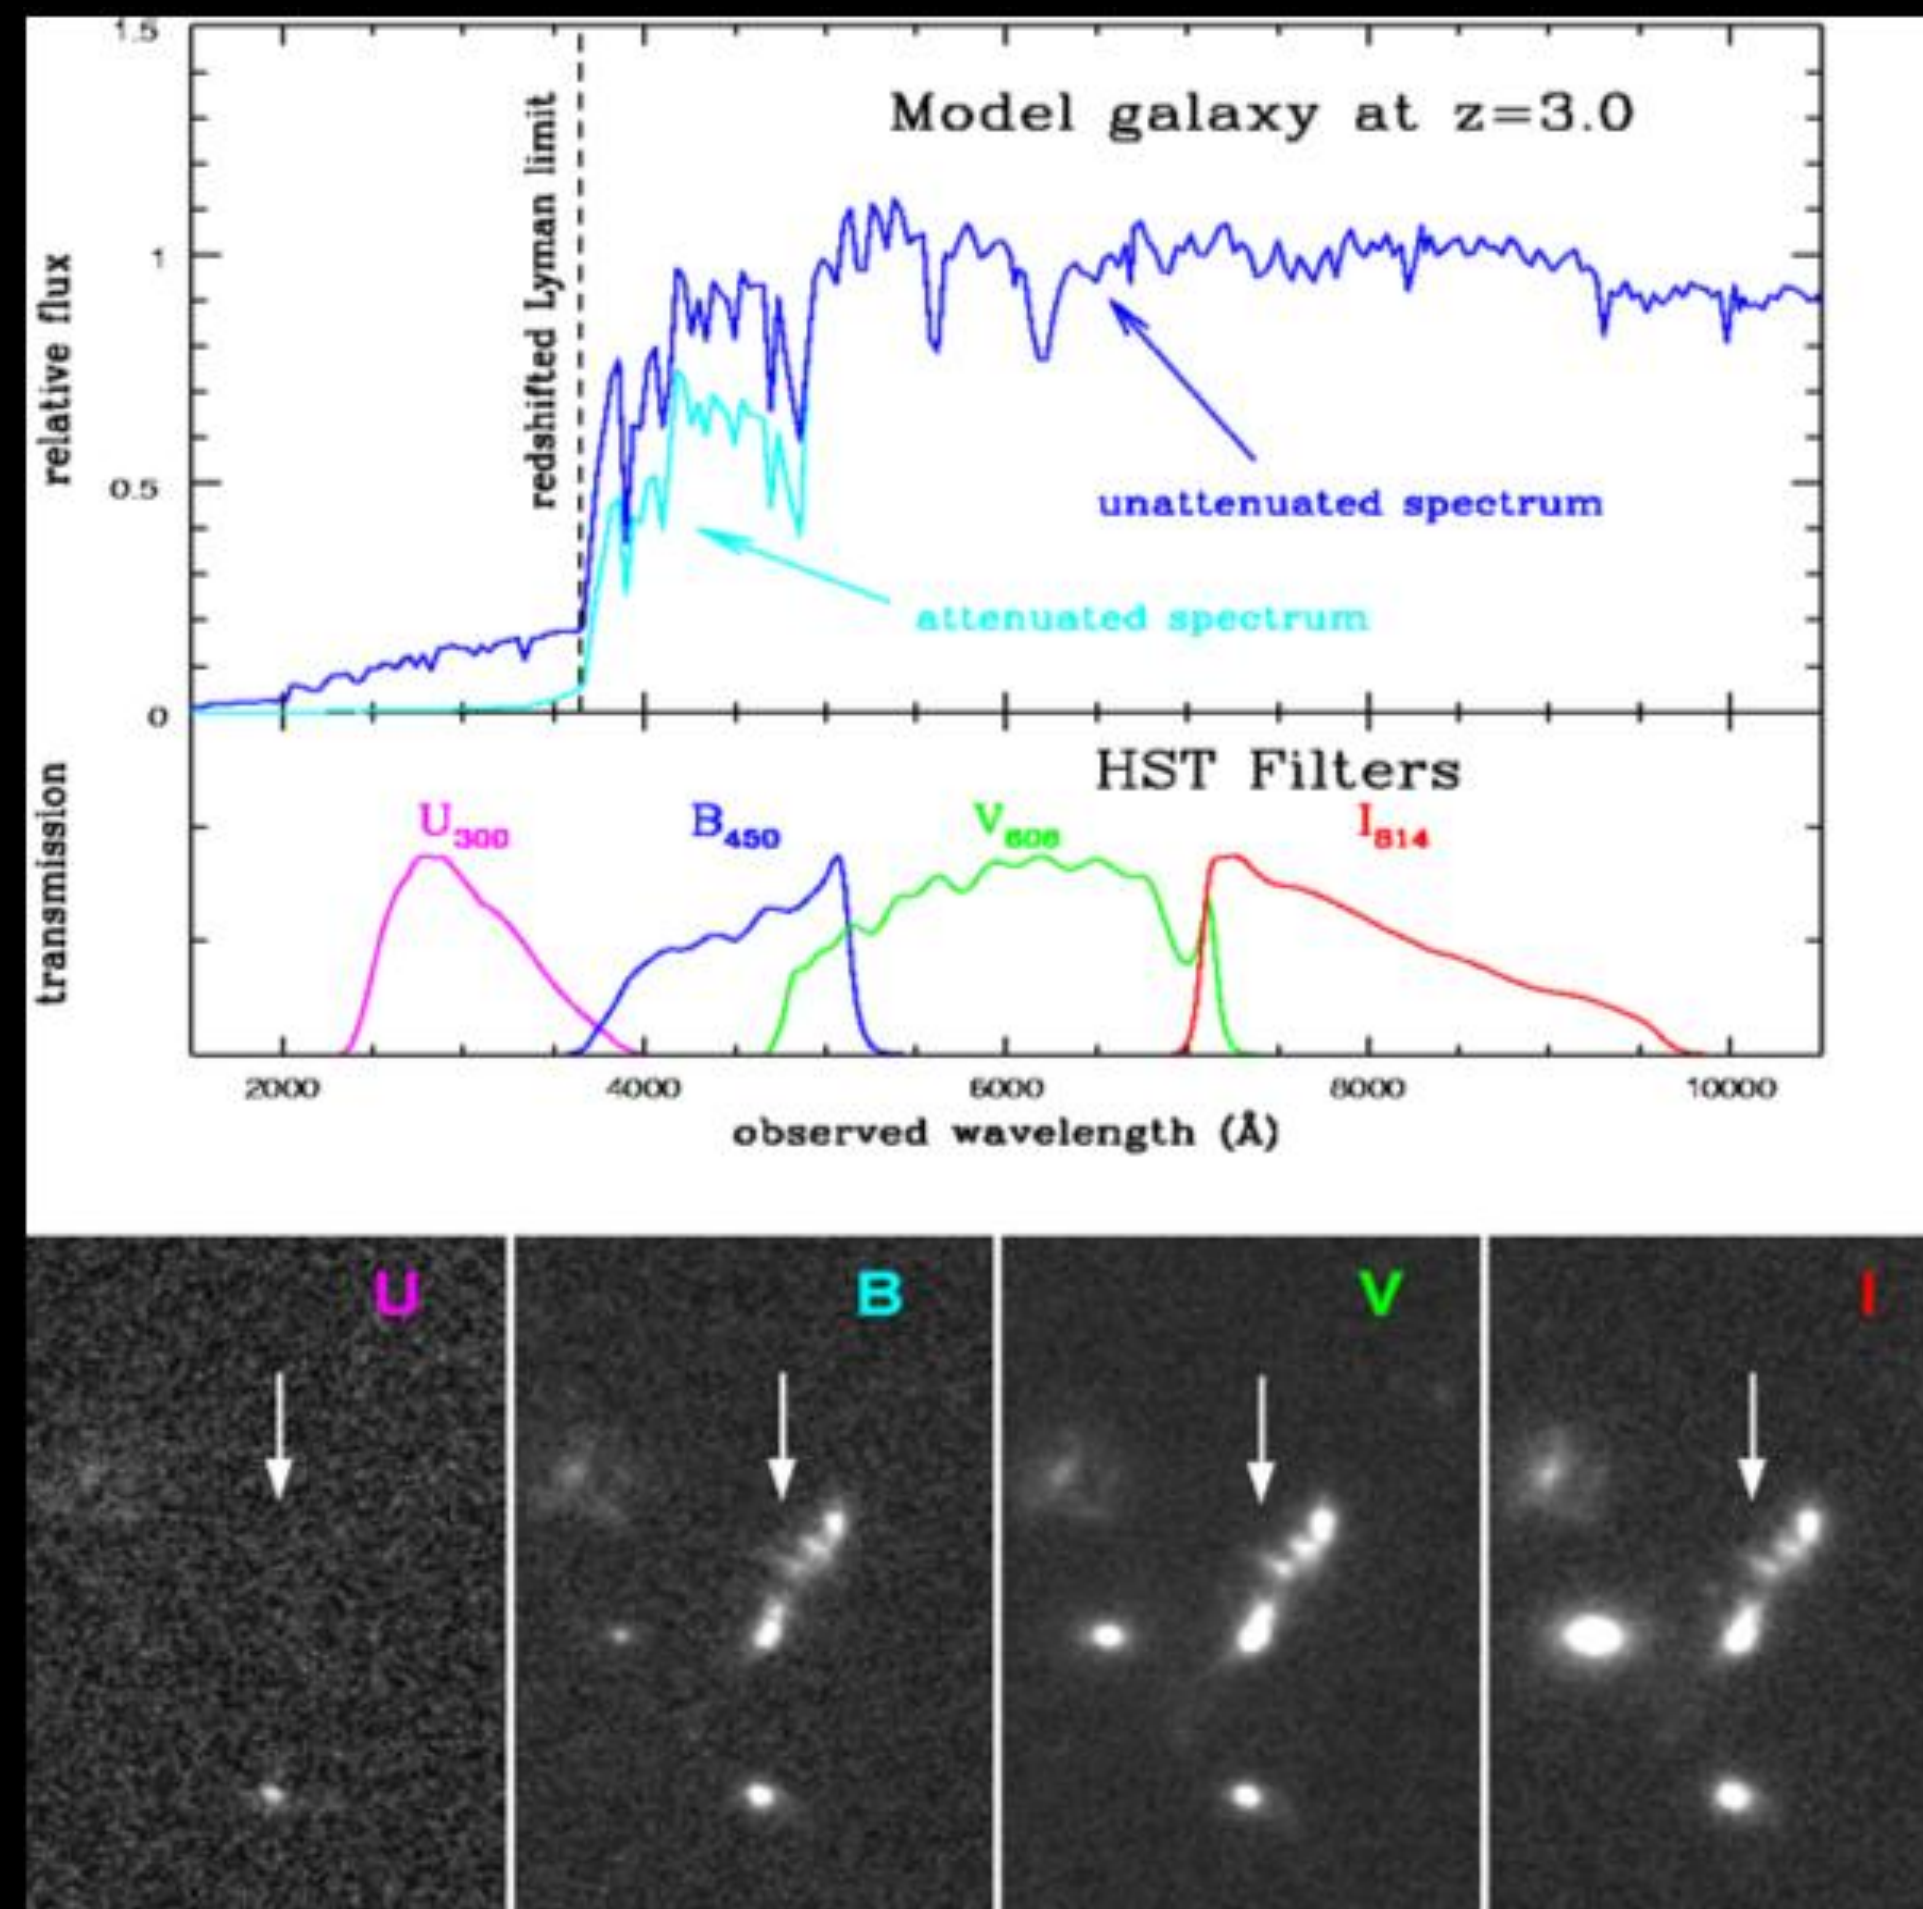 1.5
Model galaxy at z=3.0
redshifted Lyman limit
relative flux
1
0.5
unattenuated spectrum
attenuated spectrum
0
HST Filters
transmission
U300
B450
V606
I814
2000 4000 6000 8000 10000
observed wavelength (Å)
U B V I